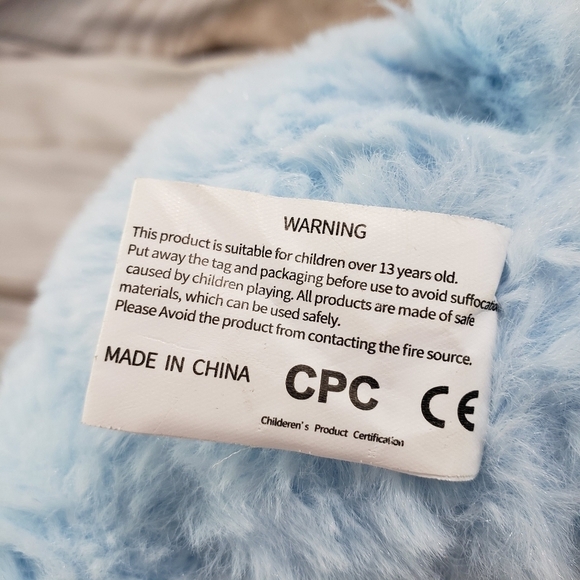 WARNING
This product is suitable for children over 13 years old.
Put away the tag and packaging before use to avoid suffocation
caused by children playing. All products are made of safe
materials, which can be used safely.
Please Avoid the product from contacting the fire source.
MADE IN CHINA
CPC
CE
Childeren's Product Certification